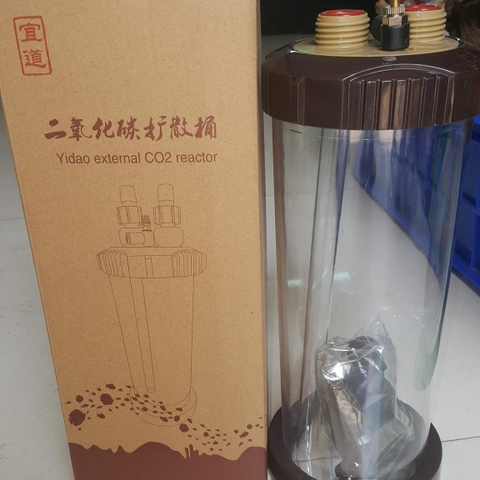 宜道
二氧化碳扩散桶
Yidao external CO2 reactor